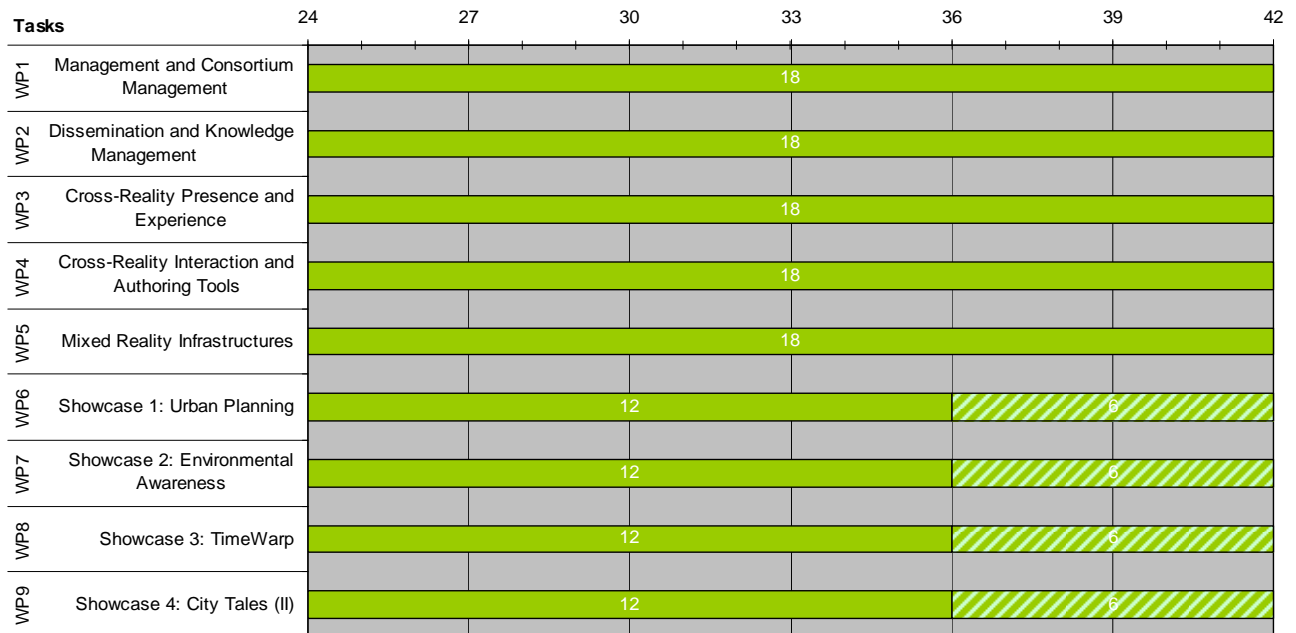 Tasks
24 27 30 33 36 39 42
WP1
Management and Consortium
Management
18
WP2
Dissemination and Knowledge
Management
18
WP3
Cross-Reality Presence and
Experience
18
WP4
Cross-Reality Interaction and
Authoring Tools
18
WP5
Mixed Reality Infrastructures
18
WP6
Showcase 1: Urban Planning
12 6
WP7
Showcase 2: Environmental
Awareness
12 6
WP8
Showcase 3: TimeWarp
12 6
WP9
Showcase 4: City Tales (II)
12 6